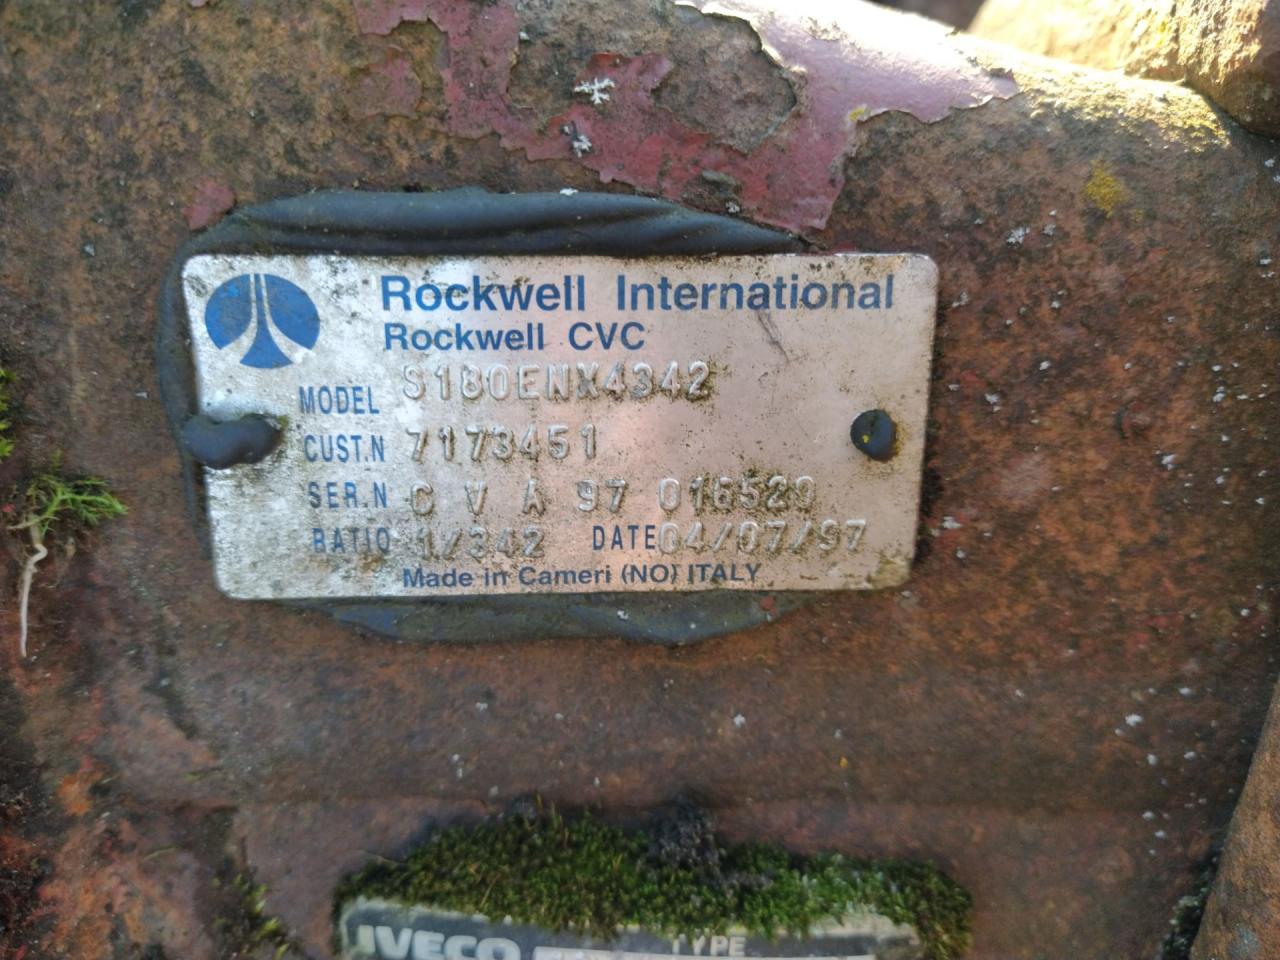 Rockwell International
Rockwell CVC
MODEL S180ENX4342
CUST.N 7173451
SER.N C V A 97 016520
RATIO 1/342 DATE 04/07/97
Made in Cameri (NO) ITALY
IVECO TYPE